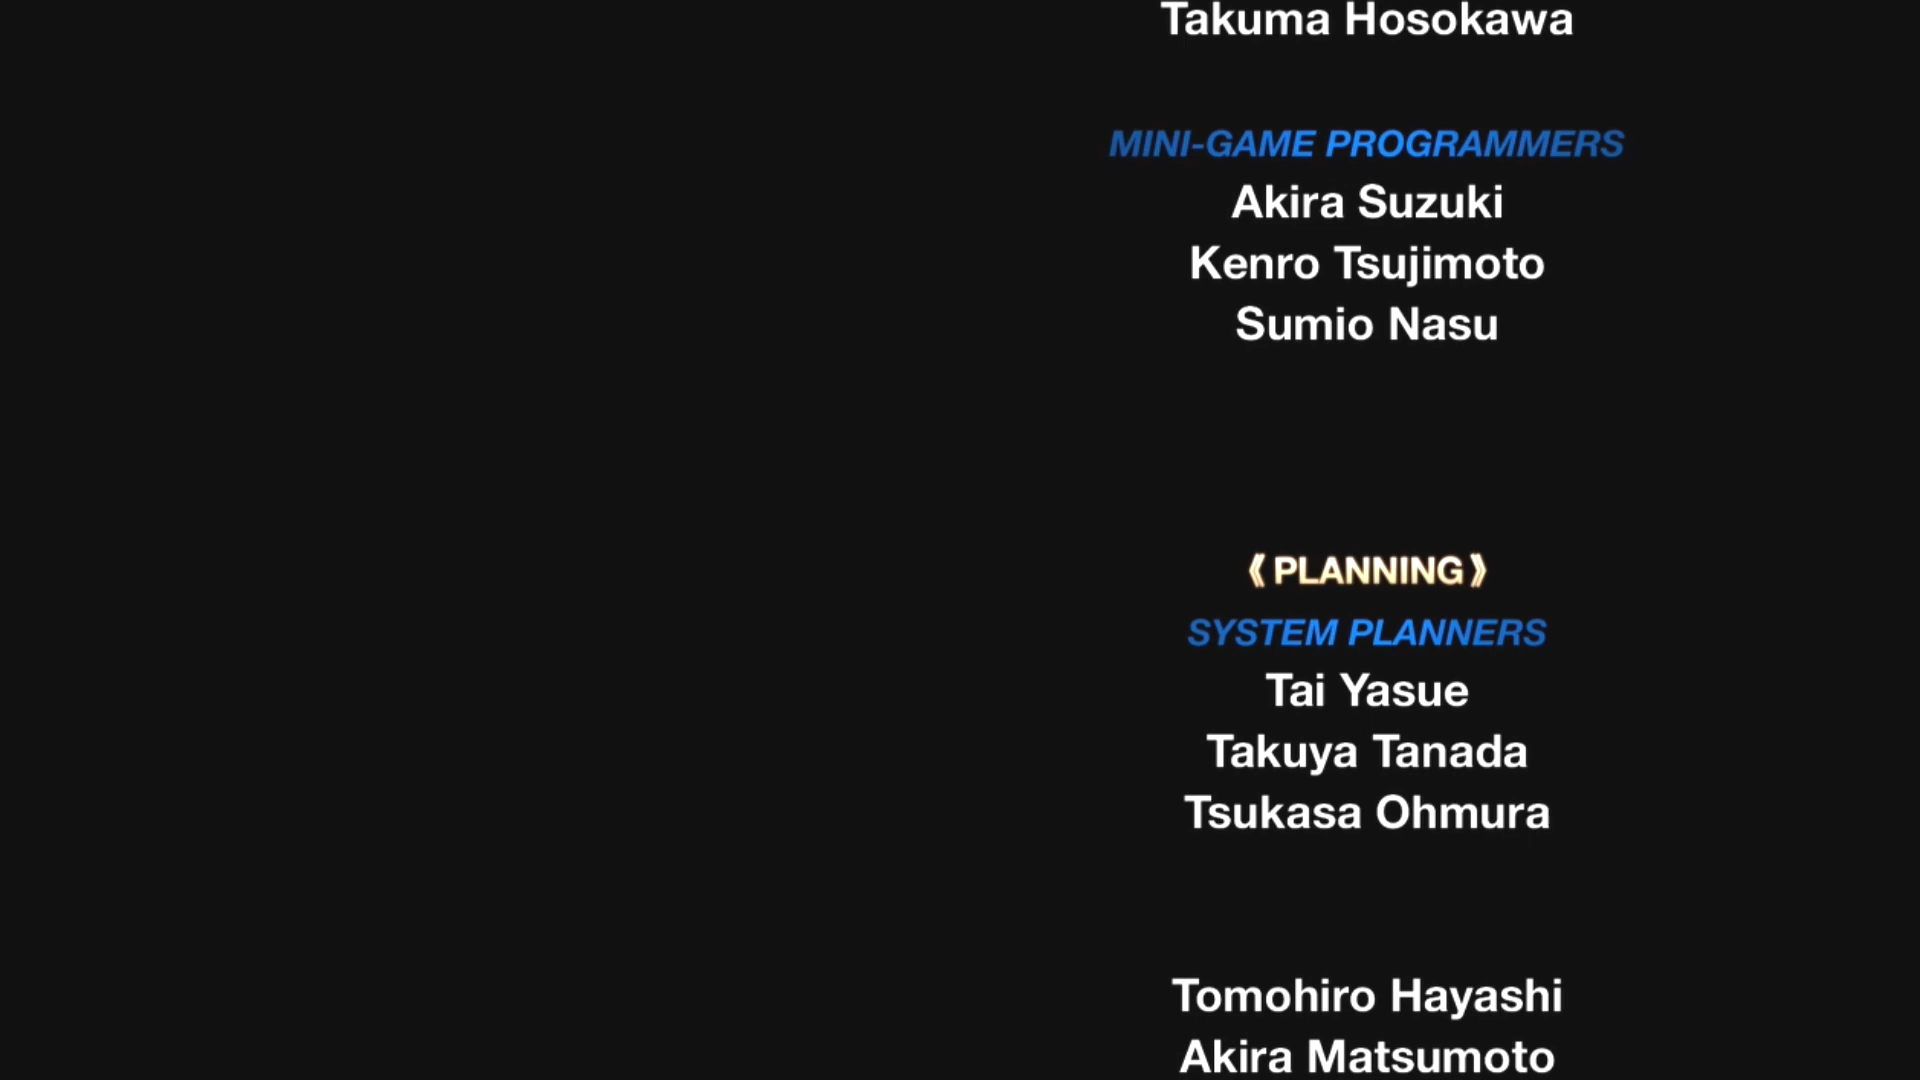 Takuma Hosokawa
MINI-GAME PROGRAMMERS
Akira Suzuki
Kenro Tsujimoto
Sumio Nasu
《PLANNING》
SYSTEM PLANNERS
Tai Yasue
Takuya Tanada
Tsukasa Ohmura
Tomohiro Hayashi
Akira Matsumoto